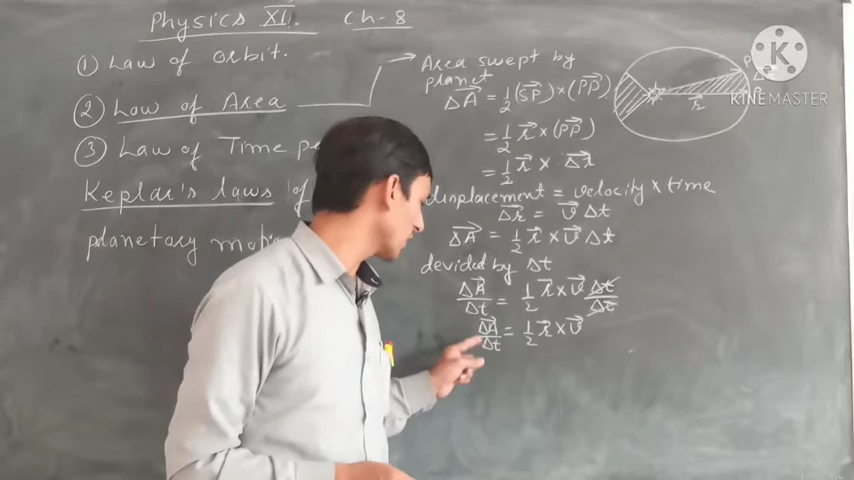 Physics XI. Ch-8
① Law of orbit.
② Low of Area
③ Law of Time
Keplar's laws of
planetary
Area swept by
planet
ΔA⃗ = 1/2 (SP⃗) × (PP⃗)
= 1/2 r⃗ × (PP⃗)
= 1/2 r⃗ × Δr⃗
displacement = velocity × time
Δr⃗ = v⃗ Δt
ΔA⃗ = 1/2 r⃗ × v⃗ Δt
devided by Δt
ΔA⃗/Δt = 1/2 r⃗ × v⃗ Δt/Δt
ΔA⃗/Δt = 1/2 r⃗ × v⃗
r⃗
KINEMASTER